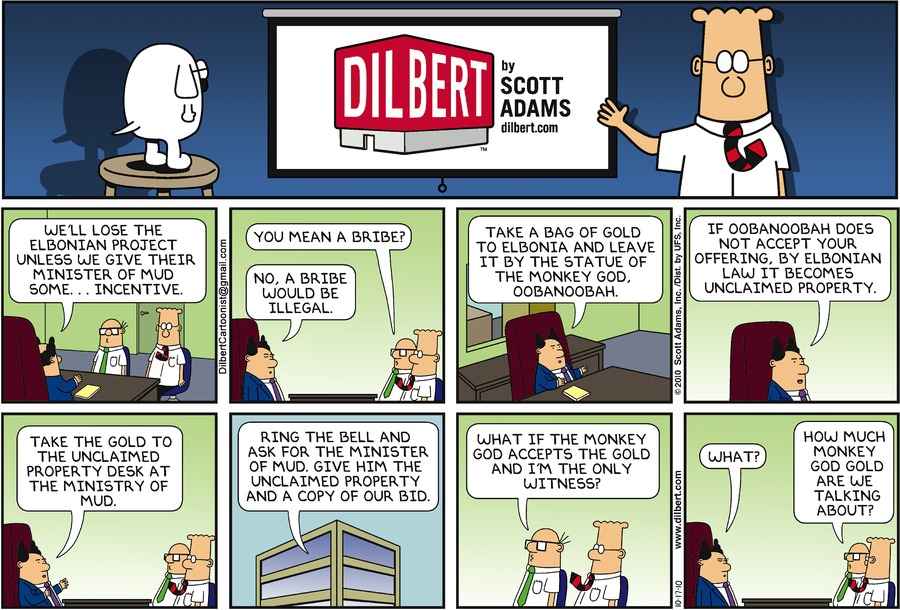 DILBERT
™
by
SCOTT
ADAMS
dilbert.com
WE'LL LOSE THE
ELBONIAN PROJECT
UNLESS WE GIVE THEIR
MINISTER OF MUD
SOME. . . INCENTIVE.
DilbertCartoonist@gmail.com
YOU MEAN A BRIBE?
NO, A BRIBE
WOULD BE
ILLEGAL.
TAKE A BAG OF GOLD
TO ELBONIA AND LEAVE
IT BY THE STATUE OF
THE MONKEY GOD,
OOBANOOBAH.
© 2010 Scott Adams, Inc. /Dist. by UFS, Inc.
IF OOBANOOBAH DOES
NOT ACCEPT YOUR
OFFERING, BY ELBONIAN
LAW IT BECOMES
UNCLAIMED PROPERTY.
TAKE THE GOLD TO
THE UNCLAIMED
PROPERTY DESK AT
THE MINISTRY OF
MUD.
RING THE BELL AND
ASK FOR THE MINISTER
OF MUD. GIVE HIM THE
UNCLAIMED PROPERTY
AND A COPY OF OUR BID.
WHAT IF THE MONKEY
GOD ACCEPTS THE GOLD
AND I'M THE ONLY
WITNESS?
10-17-10
www.dilbert.com
WHAT?
HOW MUCH
MONKEY
GOD GOLD
ARE WE
TALKING
ABOUT?